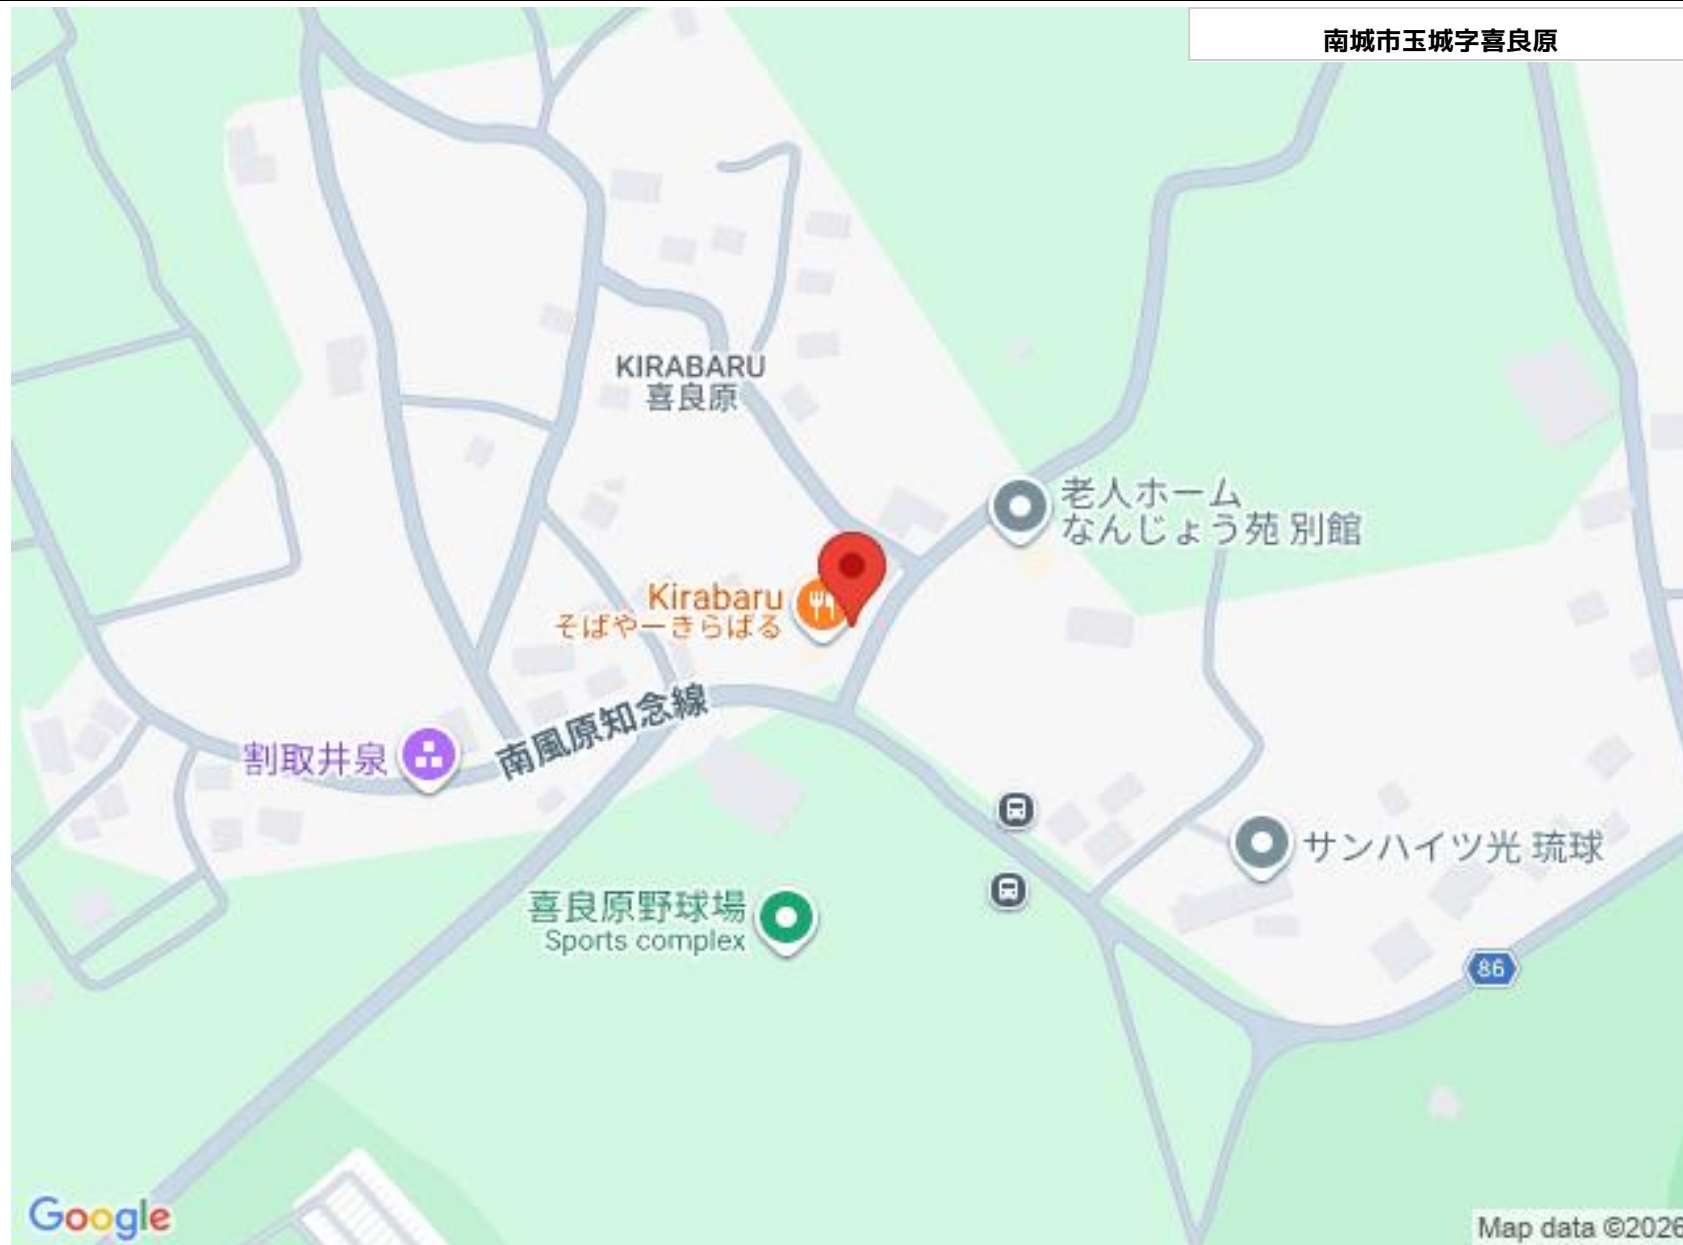 南城市玉城字喜良原
KIRABARU
喜良原
老人ホーム
なんじょう苑 別館
Kirabaru
そばやーきらばる
南風原知念線
割取井泉
サンハイツ光 琉球
喜良原野球場
Sports complex
86
Google
Map data ©2026